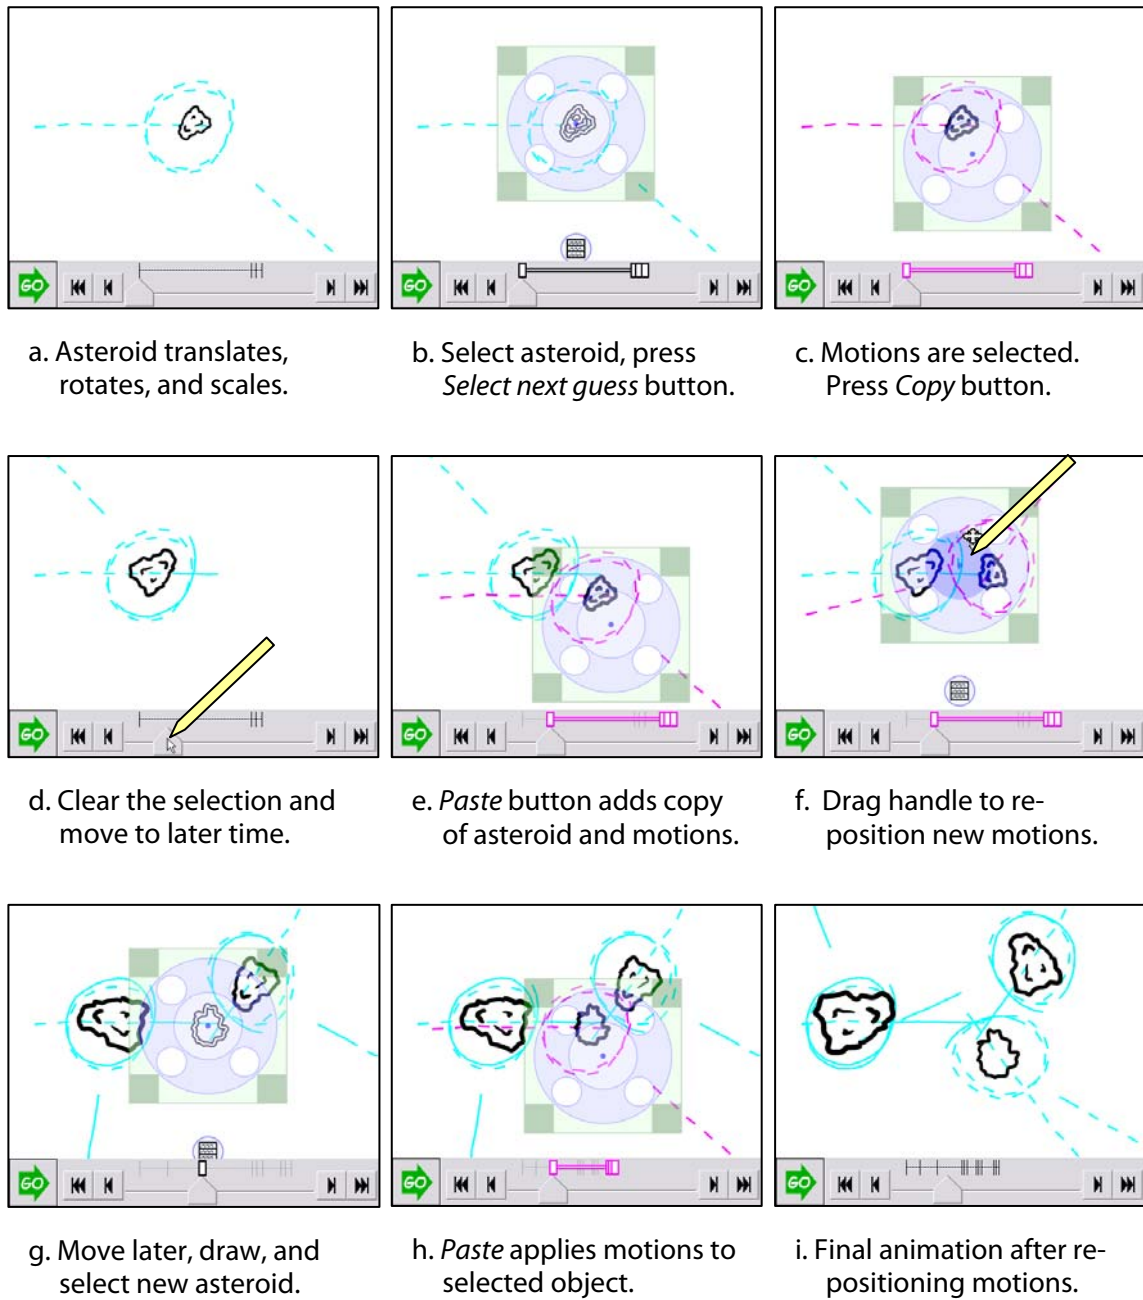 GO
GO
GO
a. Asteroid translates,
rotates, and scales.
b. Select asteroid, press
Select next guess button.
c. Motions are selected.
Press Copy button.
GO
GO
GO
d. Clear the selection and
move to later time.
e. Paste button adds copy
of asteroid and motions.
f. Drag handle to re-
position new motions.
GO
GO
GO
g. Move later, draw, and
select new asteroid.
h. Paste applies motions to
selected object.
i. Final animation after re-
positioning motions.